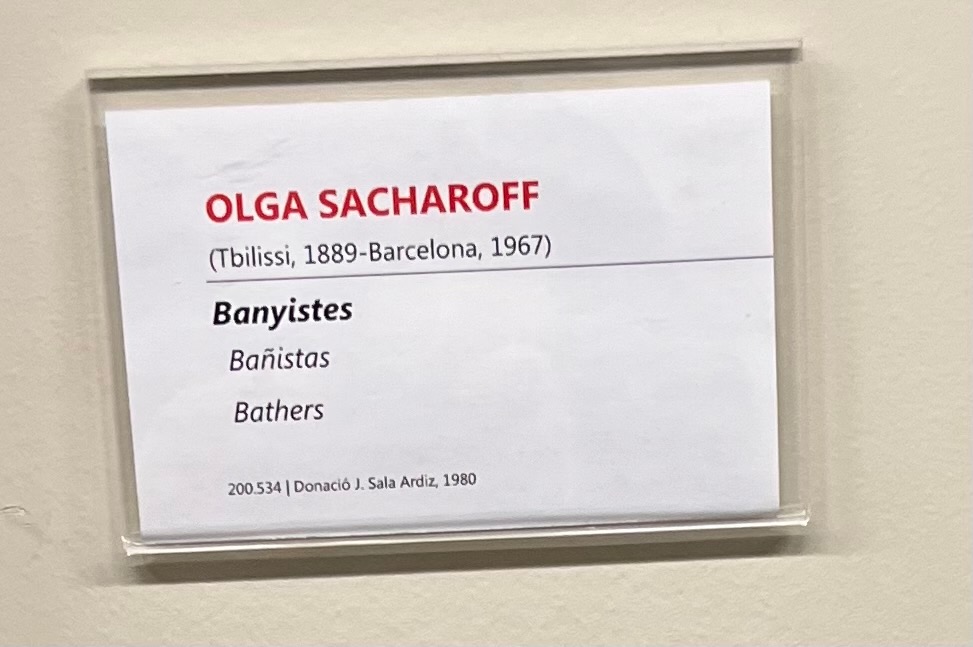 OLGA SACHAROFF
(Tbilissi, 1889-Barcelona, 1967)
Banyistes
Bañistas
Bathers
200.534 | Donació J. Sala Ardiz, 1980